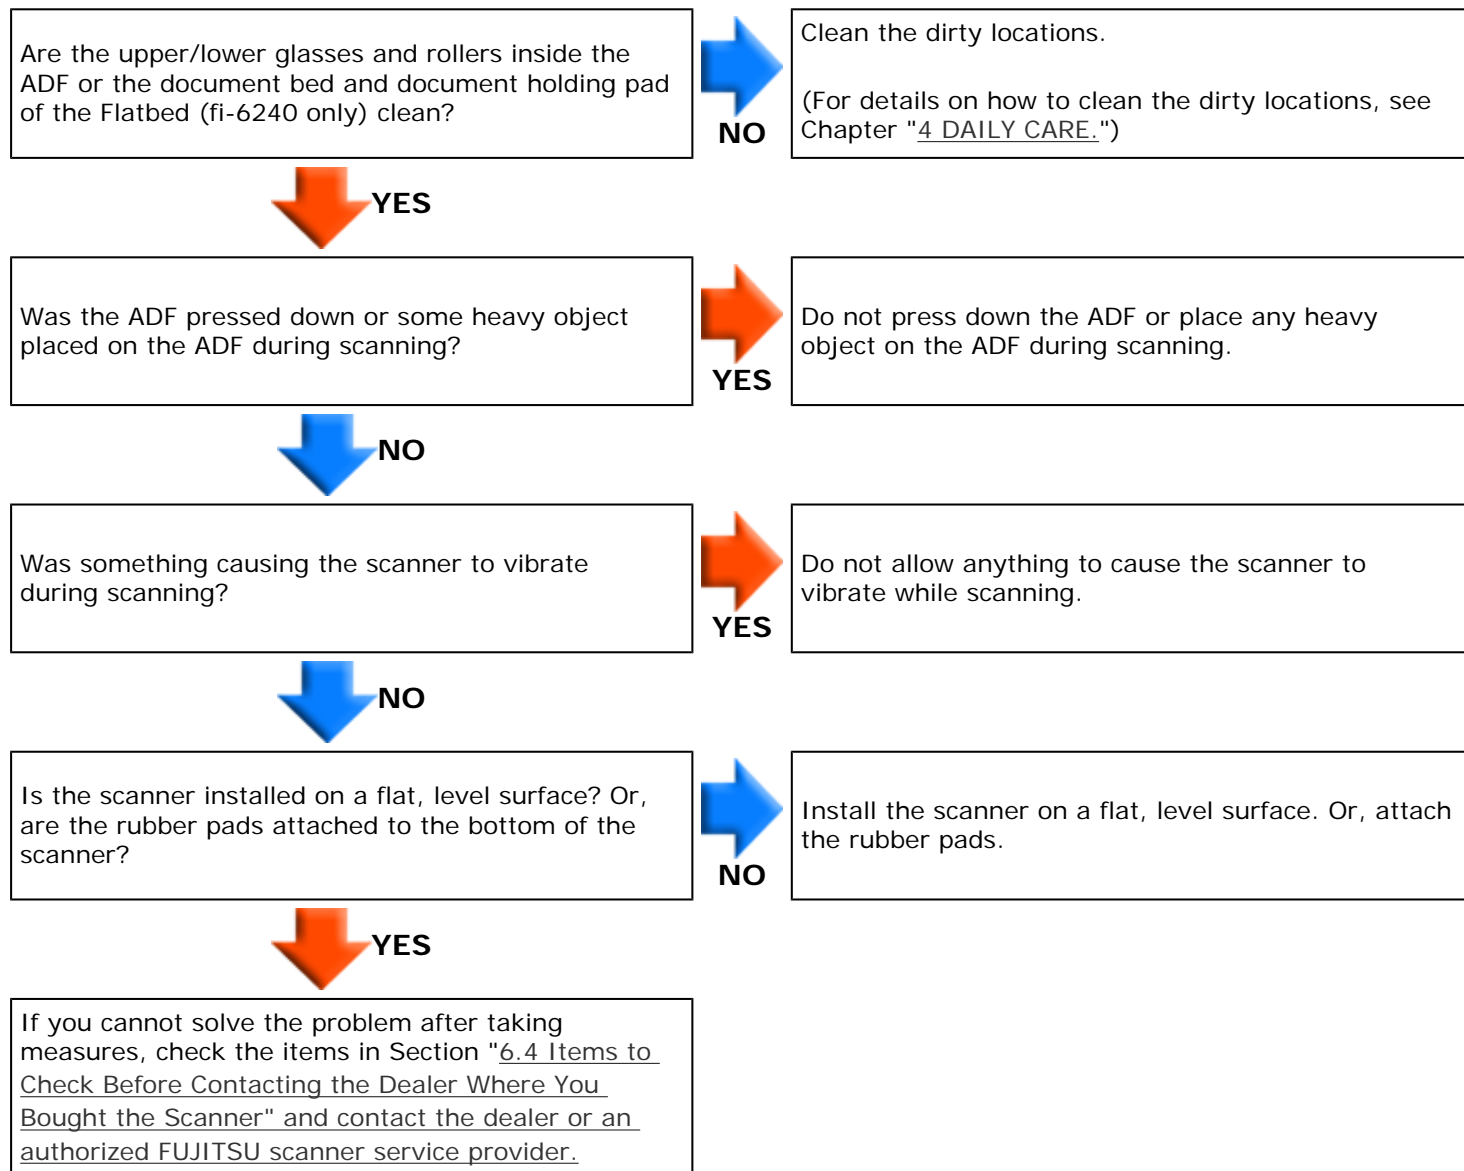 Are the upper/lower glasses and rollers inside the
ADF or the document bed and document holding pad
of the Flatbed (fi-6240 only) clean?
NO
Clean the dirty locations.
(For details on how to clean the dirty locations, see
Chapter "4 DAILY CARE.")
YES
Was the ADF pressed down or some heavy object
placed on the ADF during scanning?
YES
Do not press down the ADF or place any heavy
object on the ADF during scanning.
NO
Was something causing the scanner to vibrate
during scanning?
YES
Do not allow anything to cause the scanner to
vibrate while scanning.
NO
Is the scanner installed on a flat, level surface? Or,
are the rubber pads attached to the bottom of the
scanner?
NO
Install the scanner on a flat, level surface. Or, attach
the rubber pads.
YES
If you cannot solve the problem after taking
measures, check the items in Section "6.4 Items to
Check Before Contacting the Dealer Where You
Bought the Scanner" and contact the dealer or an
authorized FUJITSU scanner service provider.